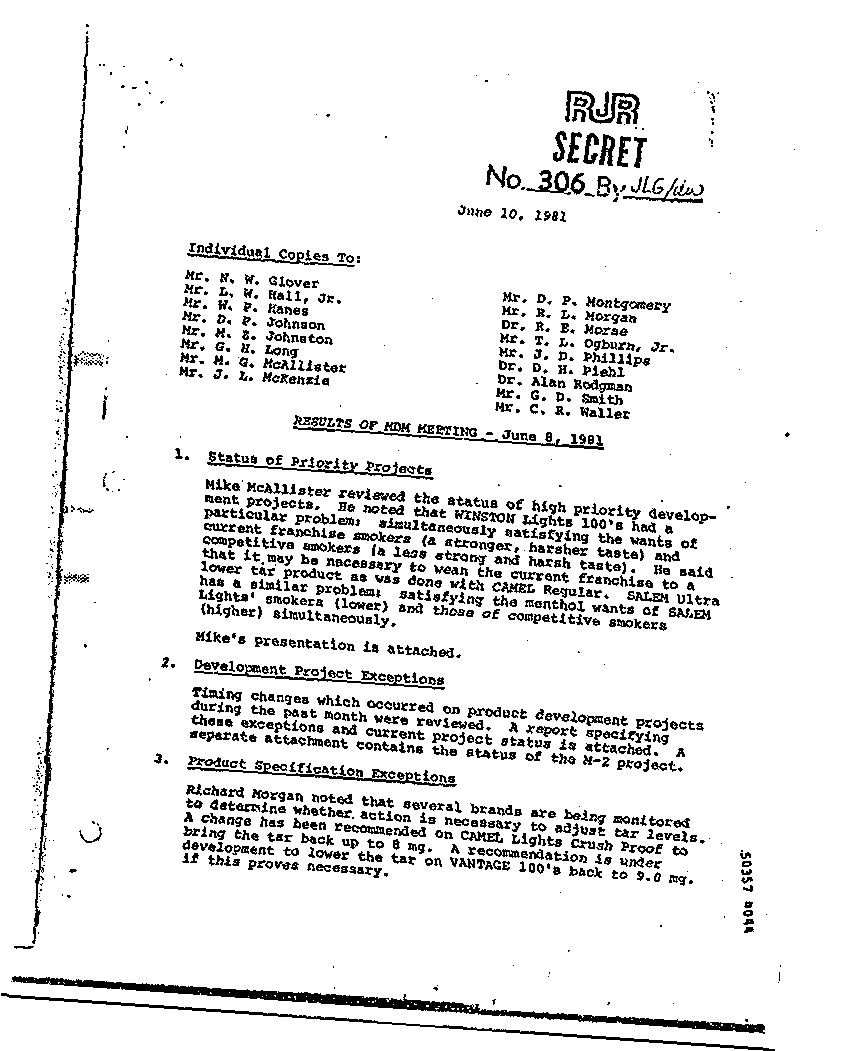 RJR
SECRET
No. 306 By JLG/
June 10, 1981
Individual Copies To:
Mr. N. W. Glover
Mr. L. W. Hall, Jr.
Mr. W. P. Hanes
Mr. D. F. Johnson
Mr. M. Z. Johnston
Mr. G. H. Long
Mr. M. G. McAllister
Mr. J. L. McKenzie
Mr. D. P. Montgomery
Mr. R. L. Morgan
Dr. R. E. Morse
Mr. T. L. Ogburn, Jr.
Mr. J. D. Phillips
Dr. D. H. Piehl
Dr. Alan Rodgman
Mr. G. D. Smith
Mr. C. R. Waller
RESULTS OF MDM MEETING - June 8, 1981
1. Status of Priority Projects
Mike McAllister reviewed the status of high priority develop-
ment projects. He noted that WINSTON Lights 100's had a
particular problem: simultaneously satisfying the wants of
current franchise smokers (a stronger, harsher taste) and
competitive smokers (a less strong and harsh taste). He said
that it may be necessary to wean the current franchise to a
lower tar product as was done with CAMEL Regular. SALEM Ultra
has a similar problem: satisfying the menthol wants of SALEM
Lights' smokers (lower) and those of competitive smokers
(higher) simultaneously.
Mike's presentation is attached.
2. Development Project Exceptions
Timing changes which occurred on product development projects
during the past month were reviewed. A report specifying
these exceptions and current project status is attached. A
separate attachment contains the status of the M-2 project.
3. Product Specification Exceptions
Richard Morgan noted that several brands are being monitored
to determine whether action is necessary to adjust tar levels.
A change has been recommended on CAMEL Lights Crush Proof to
bring the tar back up to 8 mg. A recommendation is under
development to lower the tar on VANTAGE 100's back to 9.0 mg.
if this proves necessary.
50357 8044